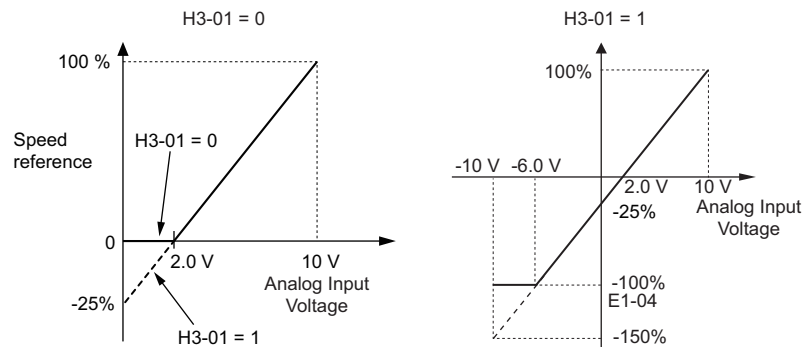 H3-01 = 0
100 %
Speed
reference
H3-01 = 0
0
2.0 V
10 V
Analog Input
Voltage
-25%
H3-01 = 1
H3-01 = 1
100%
-10 V
-6.0 V
2.0 V
10 V
Analog Input
Voltage
-25%
-100%
E1-04
-150%